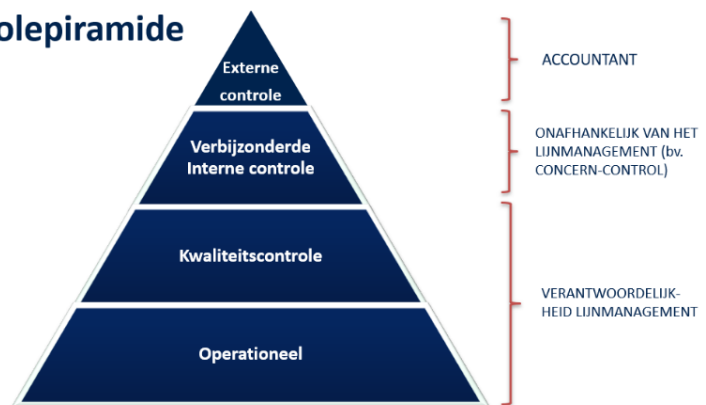 olepiramide
Externe
controle
ACCOUNTANT
Verbijzonderde
Interne controle
ONAFHANKELIJK VAN HET
LIJNMANAGEMENT (bv.
CONCERN-CONTROL)
Kwaliteitscontrole
VERANTWOORDELIJK-
HEID LIJNMANAGEMENT
Operationeel